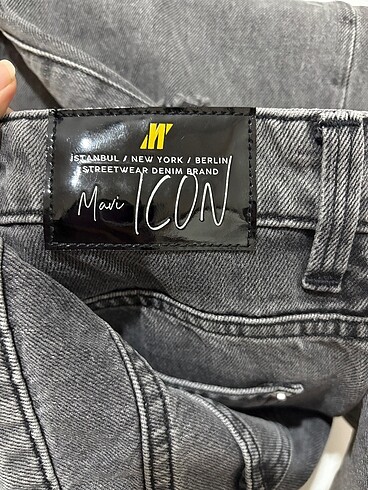 M
İSTANBUL / NEW YORK / BERLIN
STREETWEAR DENIM BRAND
Mavi ICON